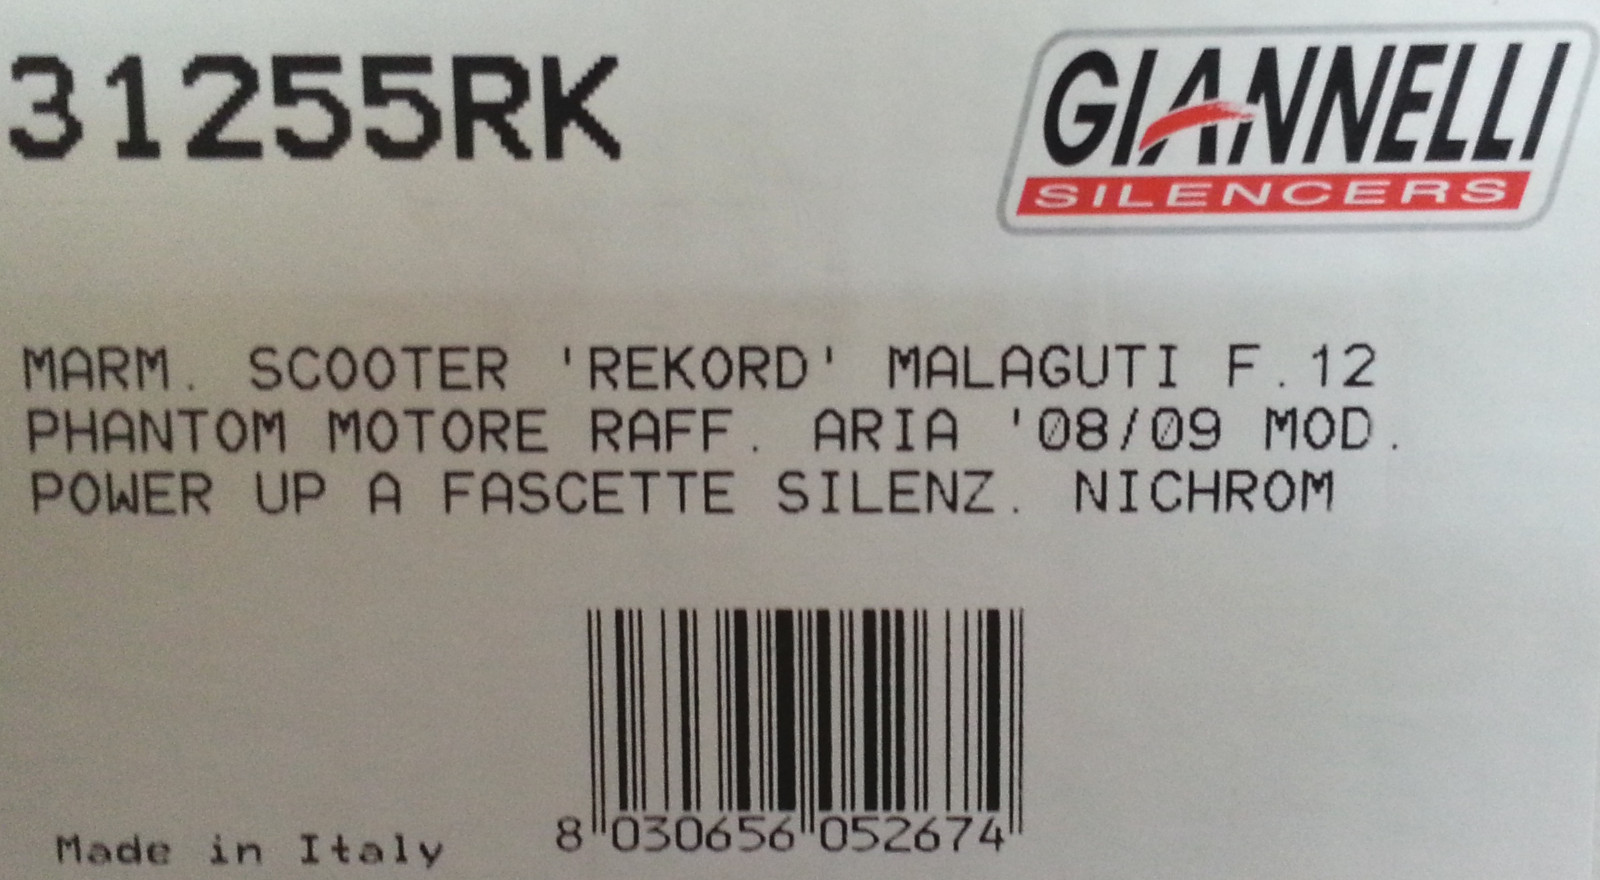 31255RK
GIANNELLI
SILENCERS
MARM. SCOOTER 'REKORD' MALAGUTI F.12
PHANTOM MOTORE RAFF. ARIA '08/09 MOD.
POWER UP A FASCETTE SILENZ. NICHROM
8 030656 052674
Made in Italy